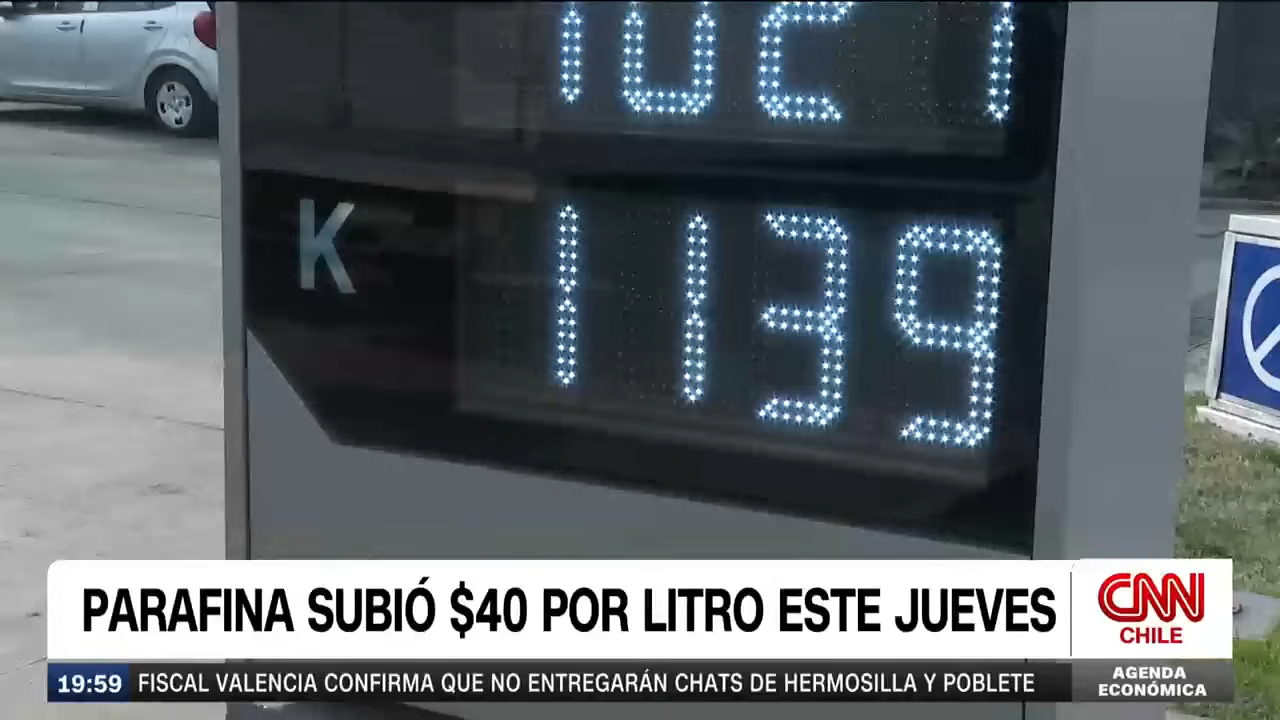 1027
K 1139
PARAFINA SUBIÓ $40 POR LITRO ESTE JUEVES
CNN
CHILE
19:59 FISCAL VALENCIA CONFIRMA QUE NO ENTREGARÁN CHATS DE HERMOSILLA Y POBLETE
AGENDA
ECONÓMICA